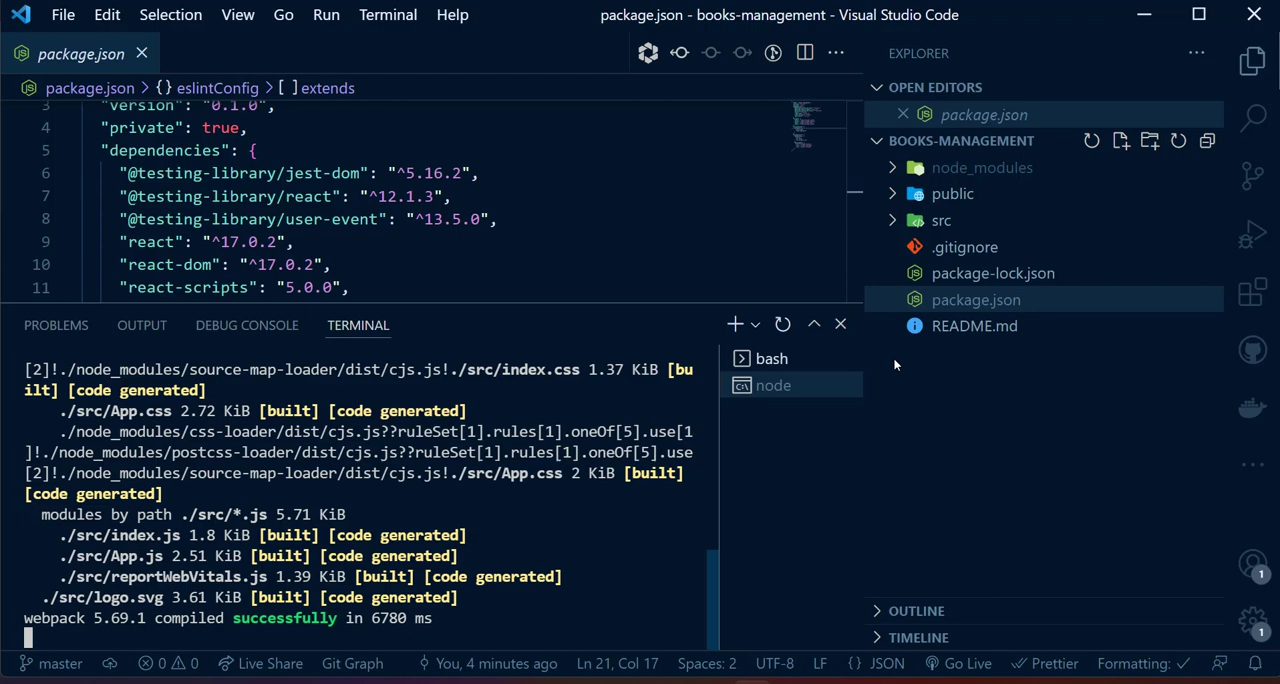 File Edit Selection View Go Run Terminal Help package.json - books-management - Visual Studio Code
package.json
package.json > {} eslintConfig > [ ] extends
3 "version": "0.1.0",
4 "private": true,
5 "dependencies": {
6 "@testing-library/jest-dom": "^5.16.2",
7 "@testing-library/react": "^12.1.3",
8 "@testing-library/user-event": "^13.5.0",
9 "react": "^17.0.2",
10 "react-dom": "^17.0.2",
11 "react-scripts": "5.0.0",
PROBLEMS OUTPUT DEBUG CONSOLE TERMINAL
[2]!./node_modules/source-map-loader/dist/cjs.js!./src/index.css 1.37 KiB [bu
ilt] [code generated]
./src/App.css 2.72 KiB [built] [code generated]
./node_modules/css-loader/dist/cjs.js??ruleSet[1].rules[1].oneOf[5].use[1
]!./node_modules/postcss-loader/dist/cjs.js??ruleSet[1].rules[1].oneOf[5].use
[2]!./node_modules/source-map-loader/dist/cjs.js!./src/App.css 2 KiB [built]
[code generated]
modules by path ./src/*.js 5.71 KiB
./src/index.js 1.8 KiB [built] [code generated]
./src/App.js 2.51 KiB [built] [code generated]
./src/reportWebVitals.js 1.39 KiB [built] [code generated]
./src/logo.svg 3.61 KiB [built] [code generated]
webpack 5.69.1 compiled successfully in 6780 ms
bash
node
EXPLORER
OPEN EDITORS
package.json
BOOKS-MANAGEMENT
node_modules
public
src
.gitignore
package-lock.json
package.json
README.md
OUTLINE
TIMELINE
1
1
master 0 0 Live Share Git Graph You, 4 minutes ago Ln 21, Col 17 Spaces: 2 UTF-8 LF {} JSON Go Live Prettier Formatting: ✓